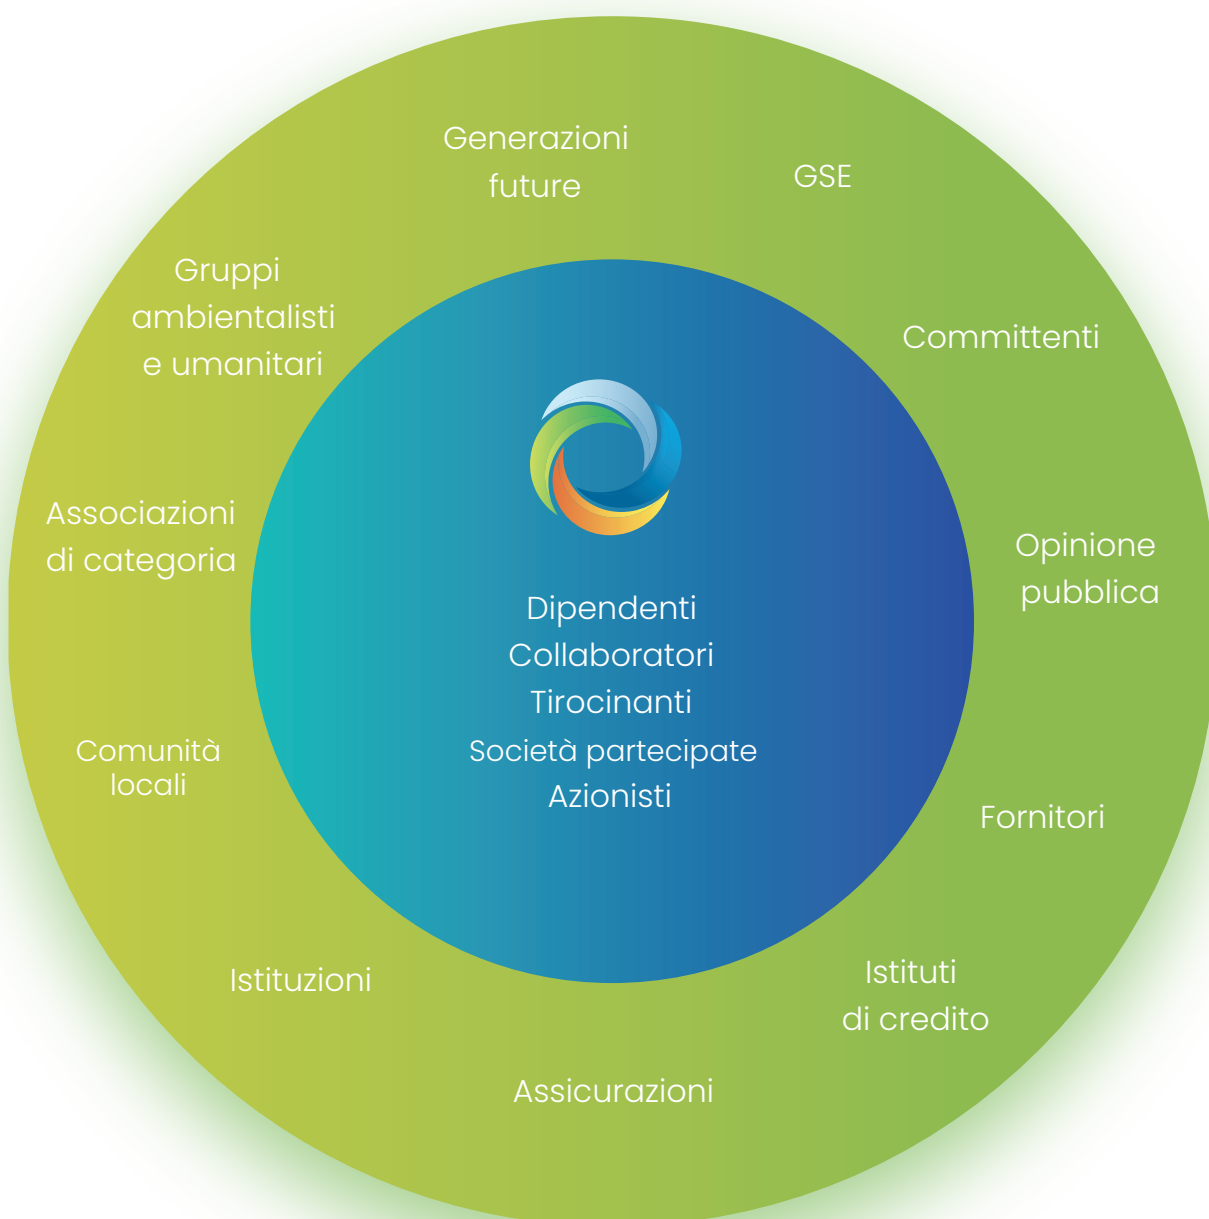 Generazioni
future
GSE
Gruppi
ambientalisti
e umanitari
Committenti
Associazioni
di categoria
Opinione
pubblica
Dipendenti
Collaboratori
Tirocinanti
Società partecipate
Azionisti
Comunità
locali
Fornitori
Istituzioni
Istituti
di credito
Assicurazioni